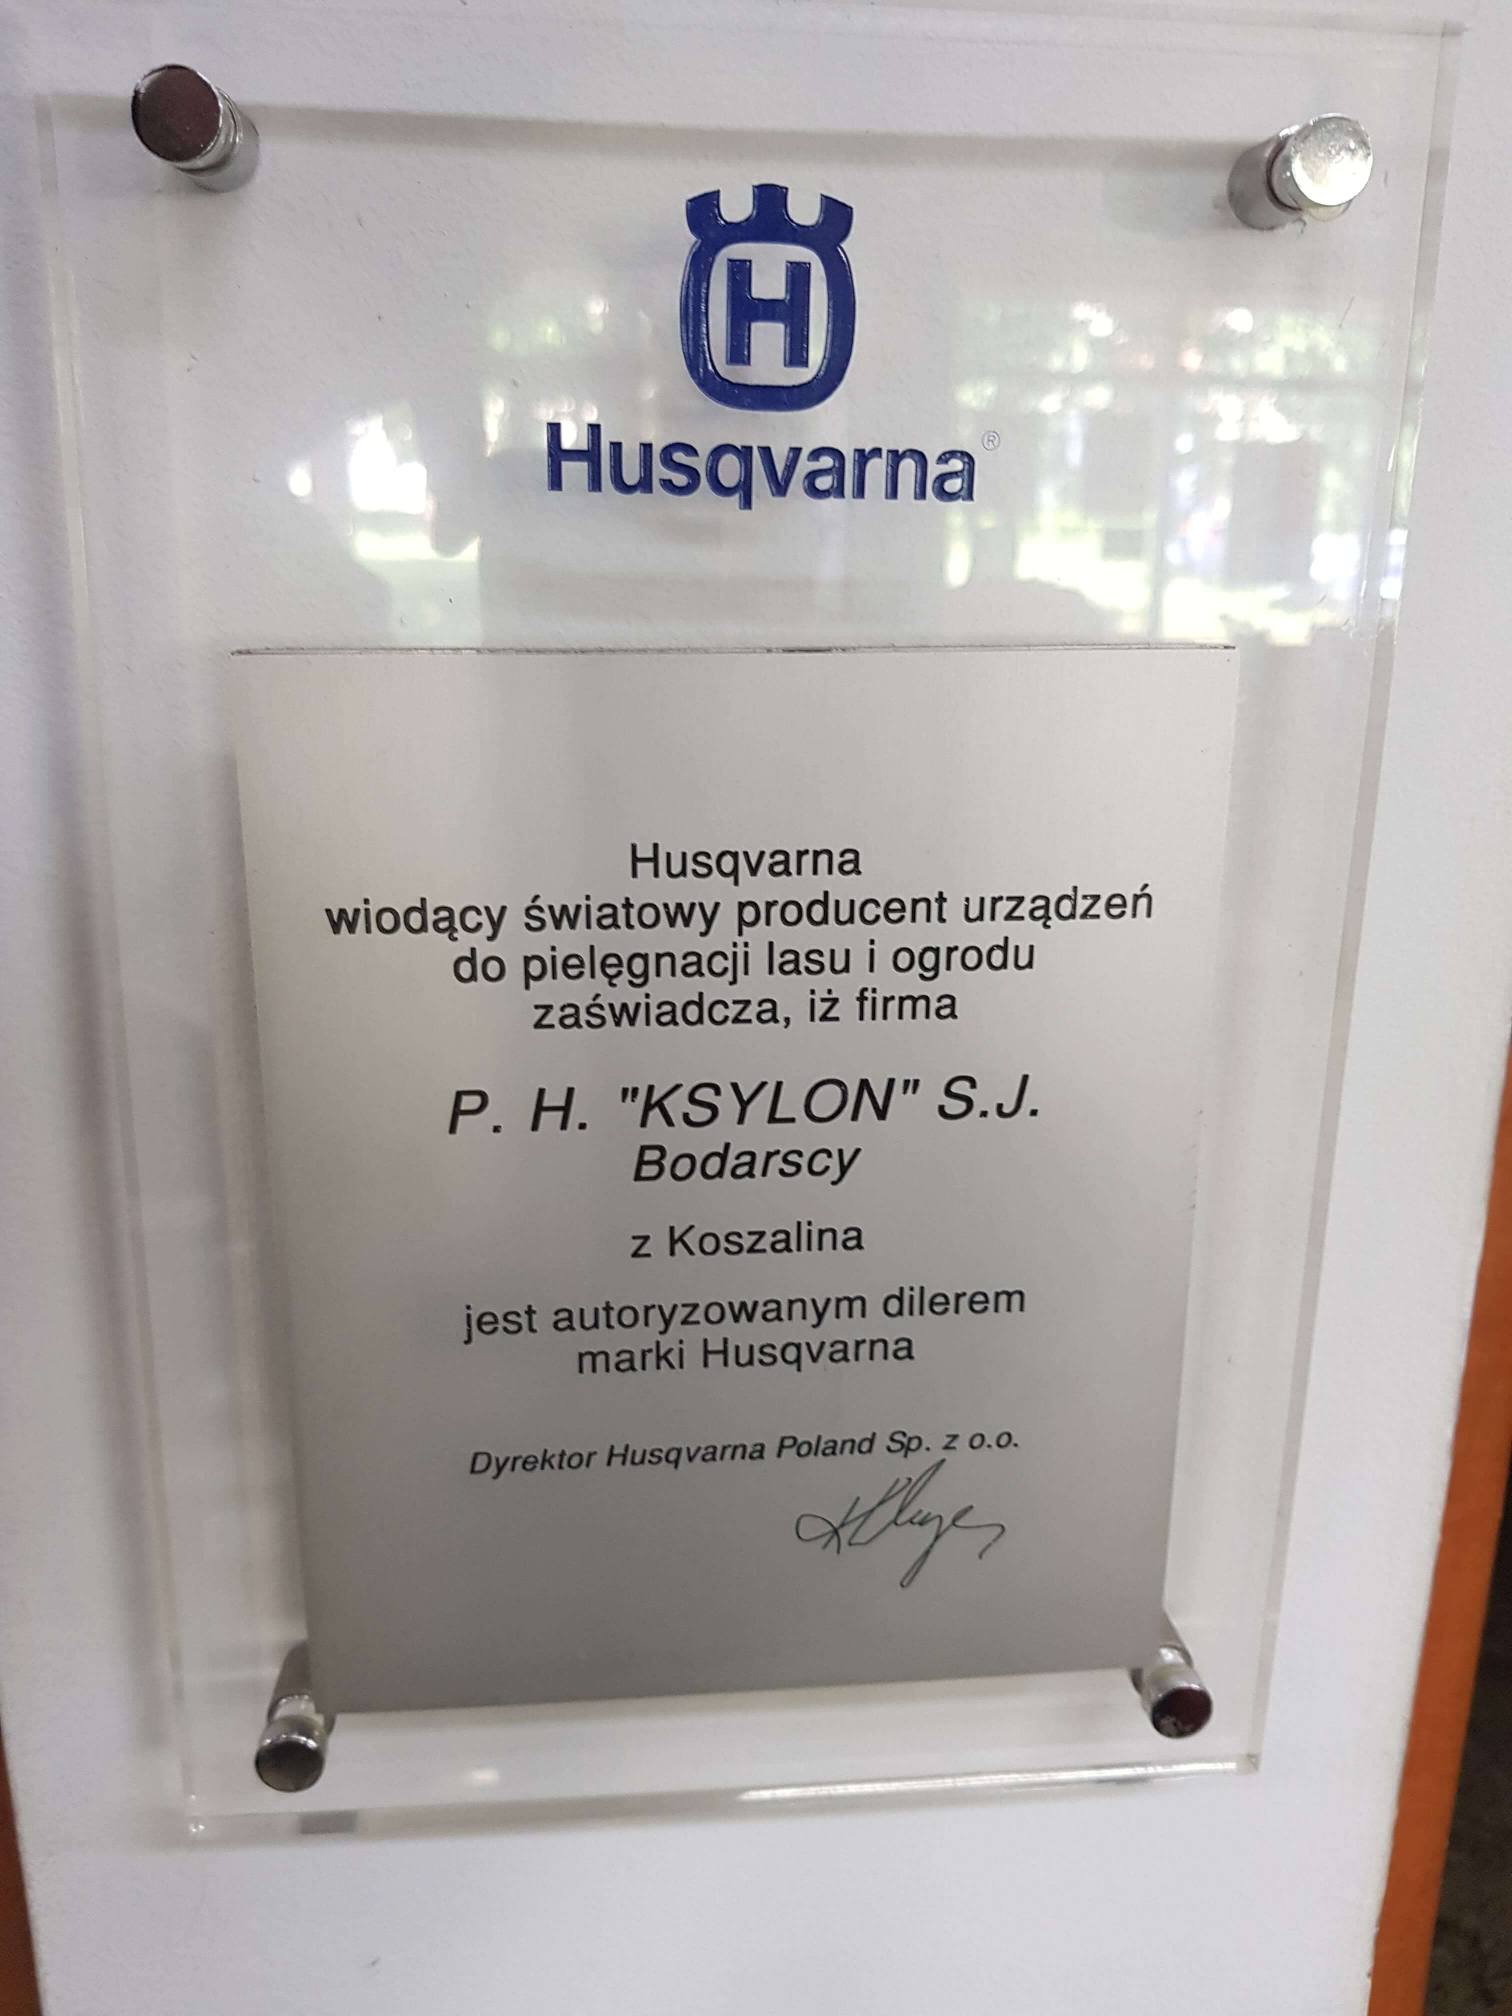 H
Husqvarna®
Husqvarna
wiodący światowy producent urządzeń
do pielęgnacji lasu i ogrodu
zaświadcza, iż firma
P. H. "KSYLON" S.J.
Bodarscy
z Koszalina
jest autoryzowanym dilerem
marki Husqvarna
Dyrektor Husqvarna Poland Sp. z o.o.